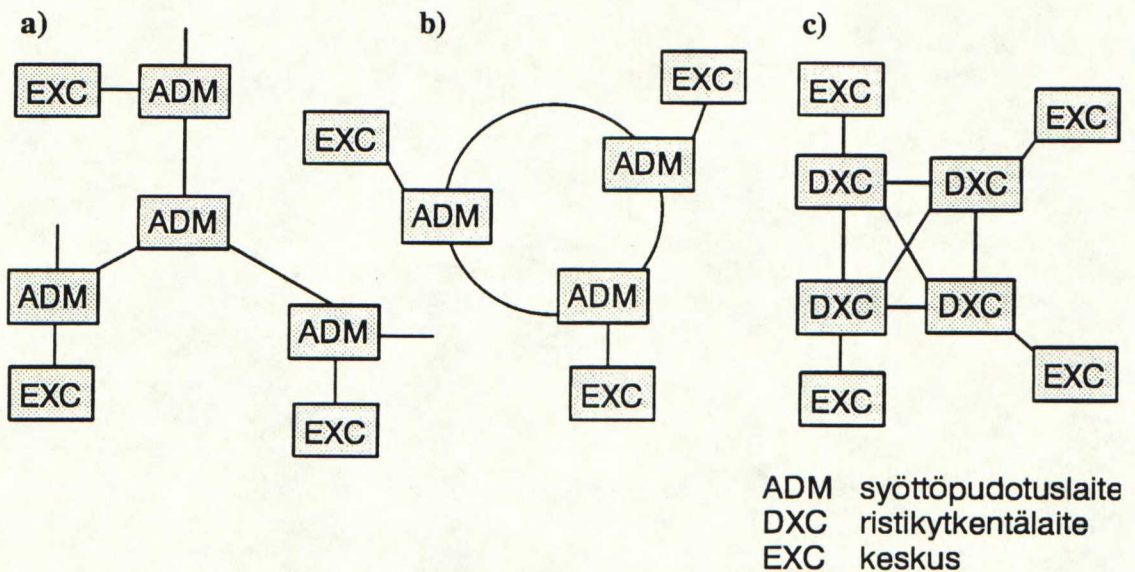 a)
b)
c)
EXC ADM
EXC
EXC
EXC
ADM
EXC
DXC DXC
ADM
ADM
ADM
ADM
ADM
DXC DXC
EXC
EXC
EXC
EXC
EXC
EXC
ADM syöttöpudotuslaite
DXC ristikytkentälaite
EXC keskus